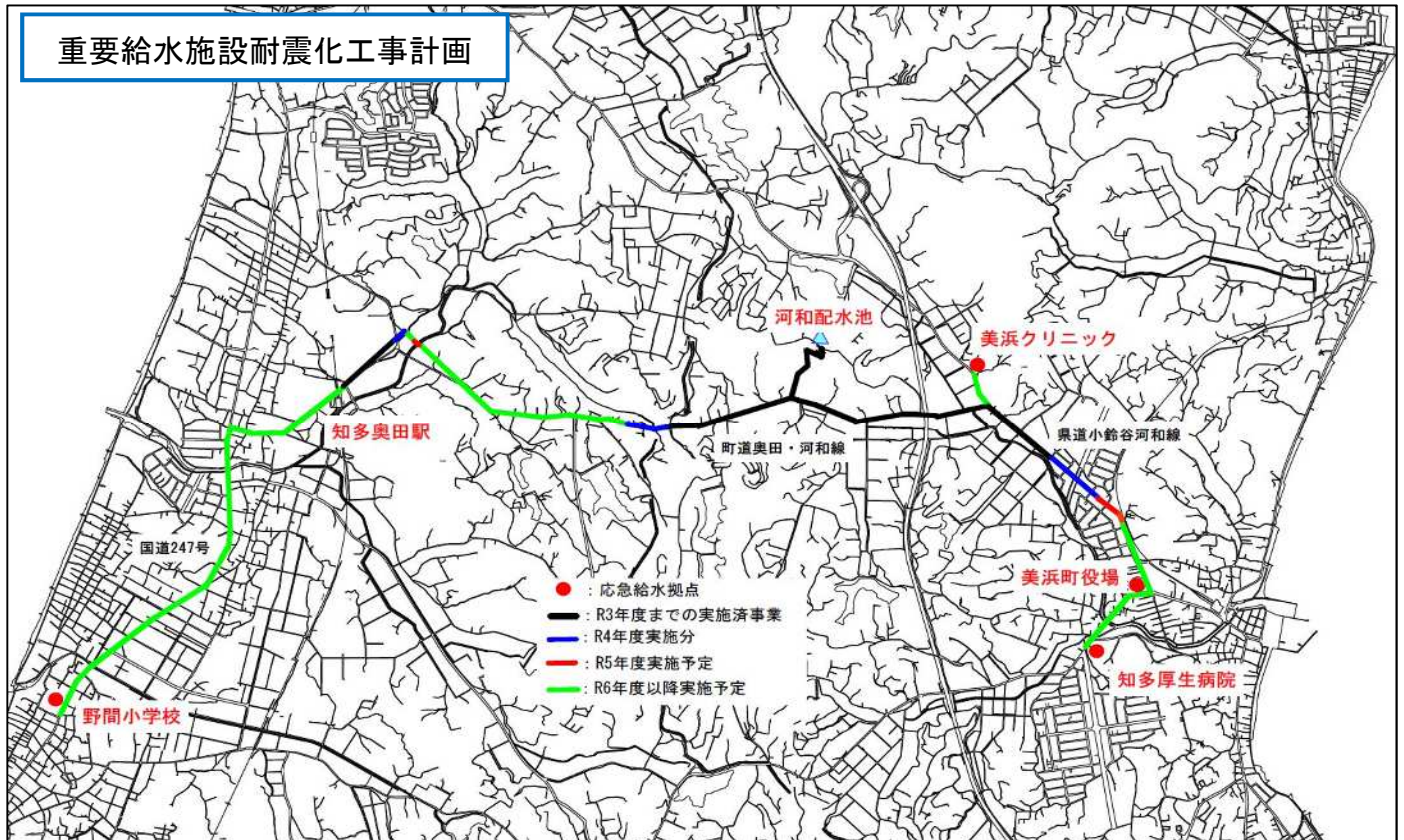 重要給水施設耐震化工事計画
河和配水池
美浜クリニック
知多奥田駅
町道奥田・河和線
県道小鈴谷河和線
国道247号
美浜町役場
知多厚生病院
野間小学校
：応急給水拠点
：R3年度までの実施済事業
：R4年度実施分
：R5年度実施予定
：R6年度以降実施予定